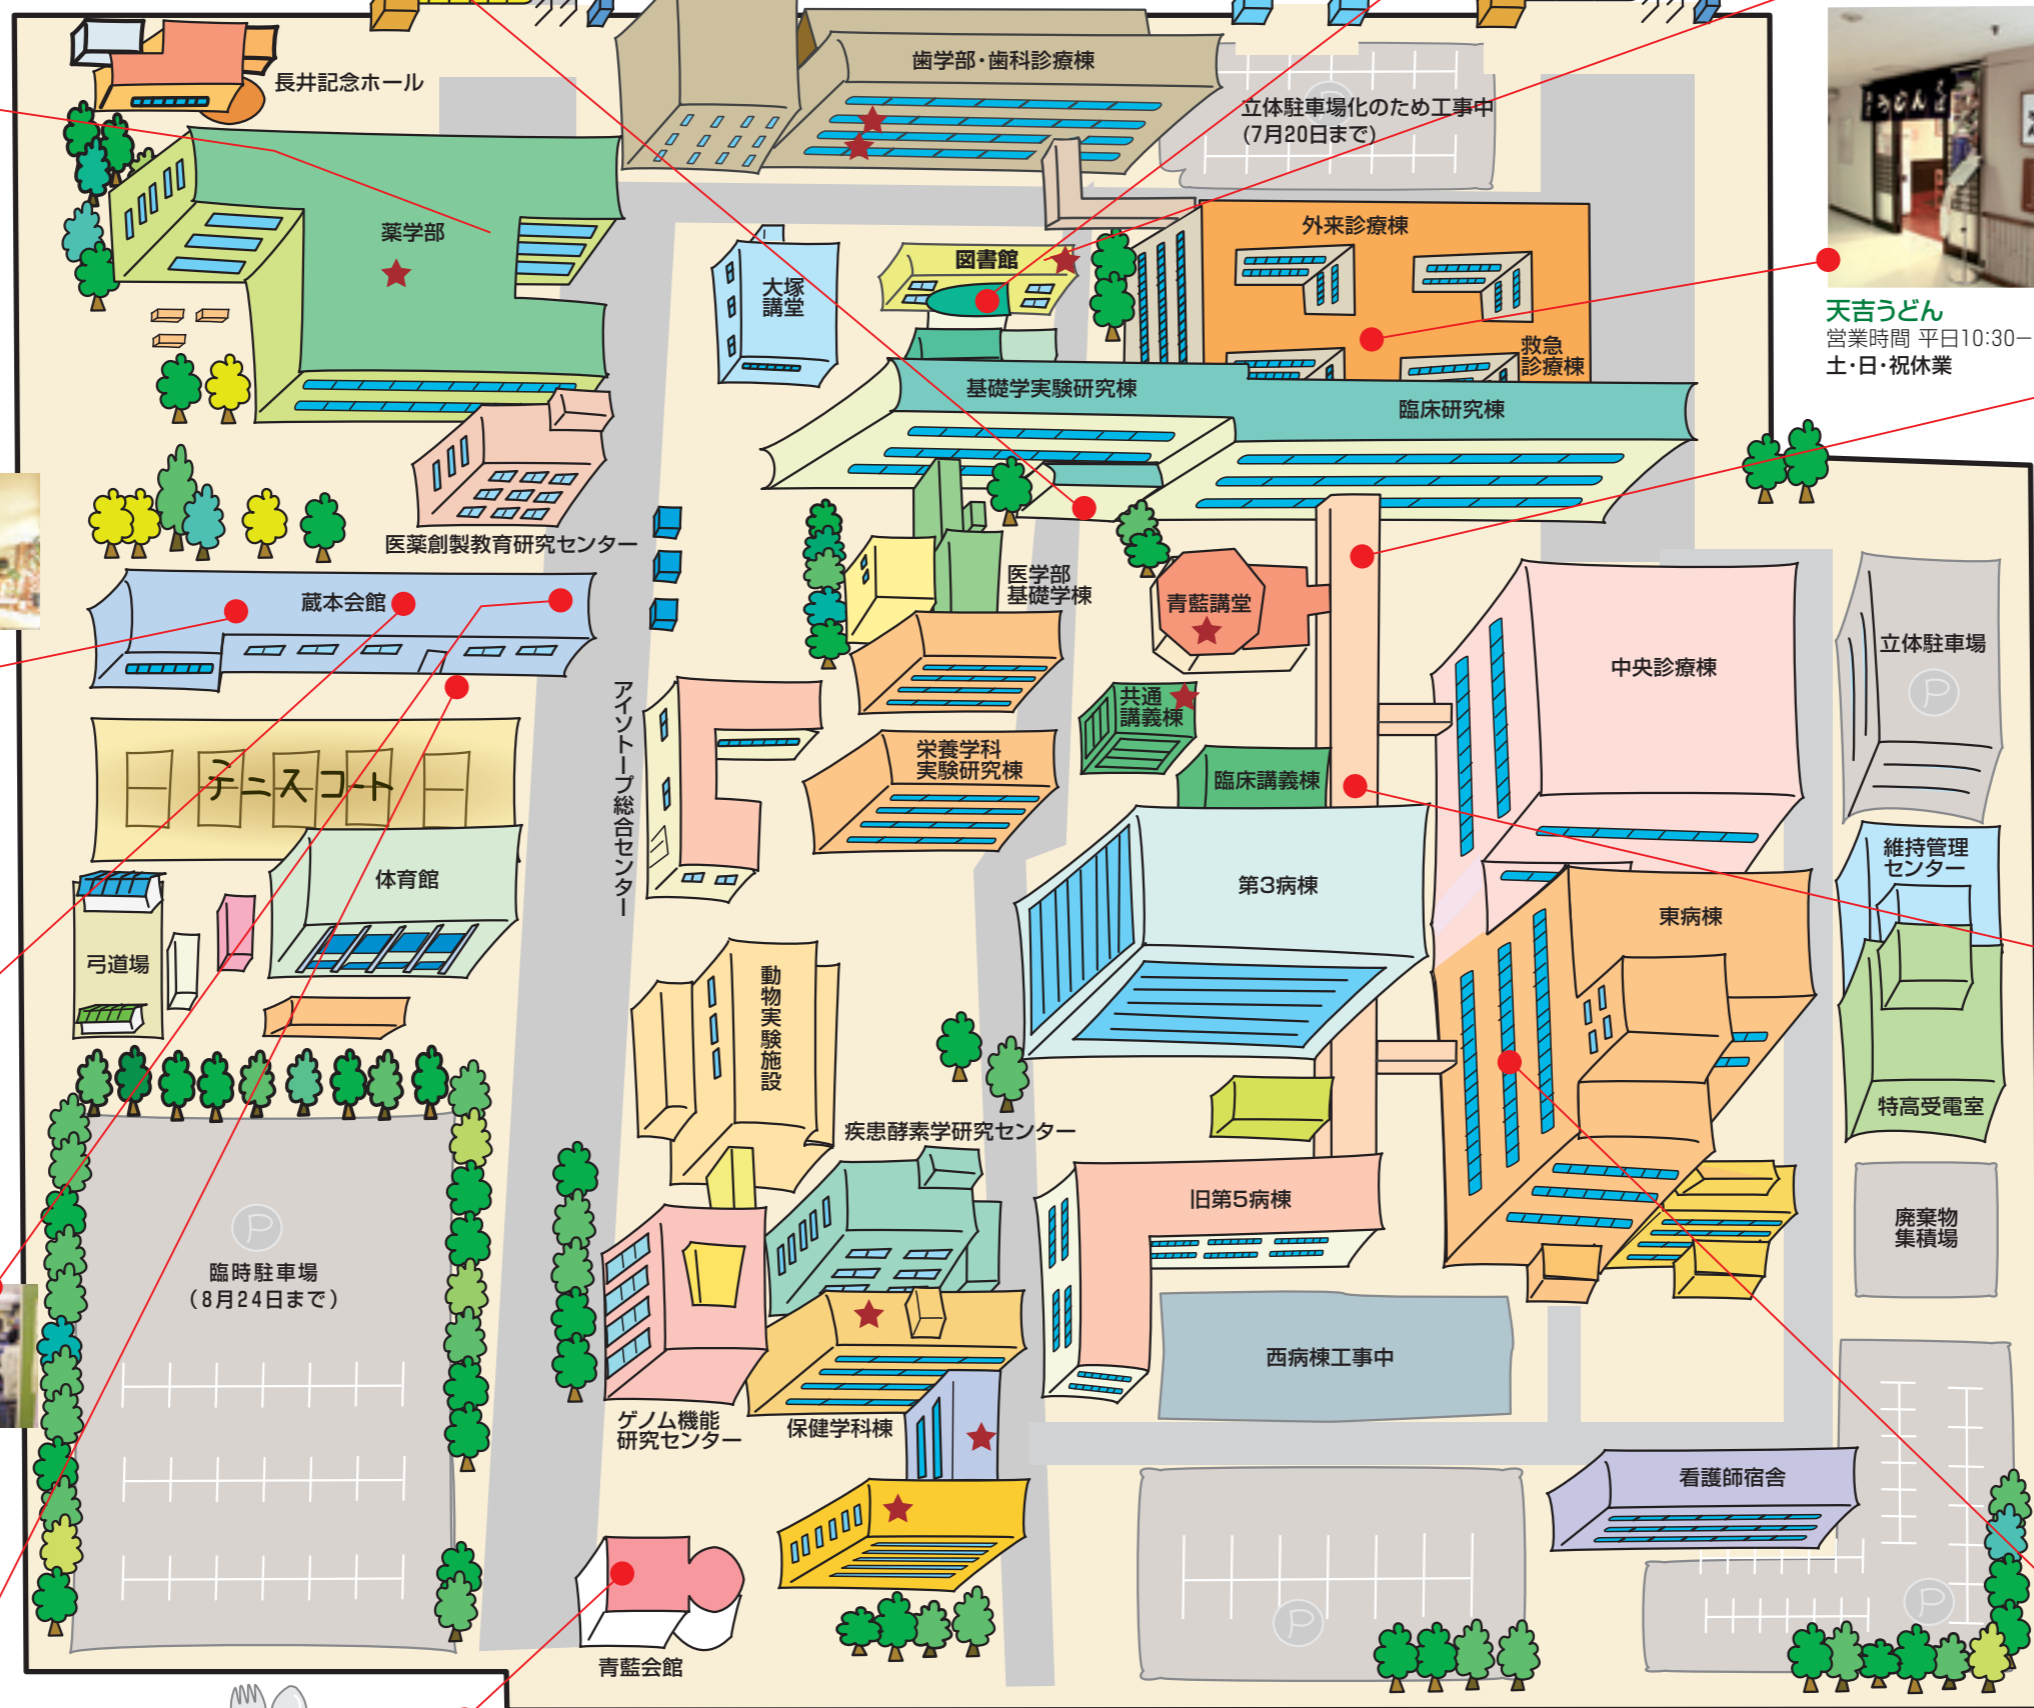 長井記念ホール
歯学部・歯科診療棟
立体駐車場化のため工事中
(7月20日まで)
薬学部
大塚
講堂
図書館
外来診療棟
救急
診療棟
うどん
天吉うどん
営業時間 平日10:30−
土・日・祝休業
基礎学実験研究棟
臨床研究棟
医薬創製教育研究センター
蔵本会館
医学部
基礎学棟
青藍講堂
共通
講義棟
臨床講義棟
中央診療棟
立体駐車場
P
アイソトープ総合センター
栄養学科
実験研究棟
テニスコート
体育館
弓道場
第3病棟
東病棟
維持管理
センター
特高受電室
動物実験施設
疾患酵素学研究センター
旧第5病棟
廃棄物
集積場
P
臨時駐車場
(8月24日まで)
西病棟工事中
ゲノム機能
研究センター
保健学科棟
看護師宿舎
P
P
青藍会館